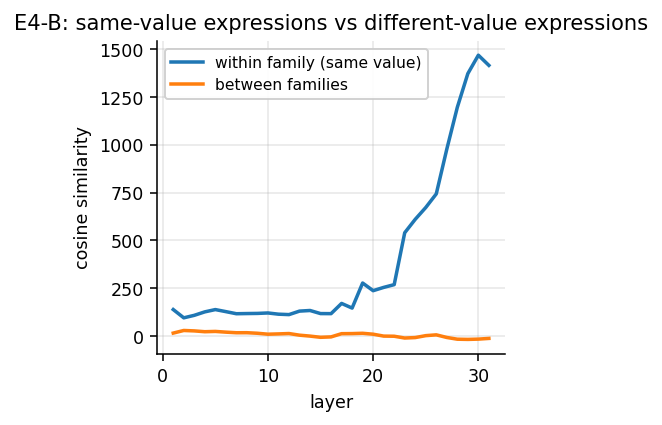 E4-B: same-value expressions vs different-value expressions
within family (same value)
between families
cosine similarity
1500
1250
1000
750
500
250
0
0 10 20 30
layer